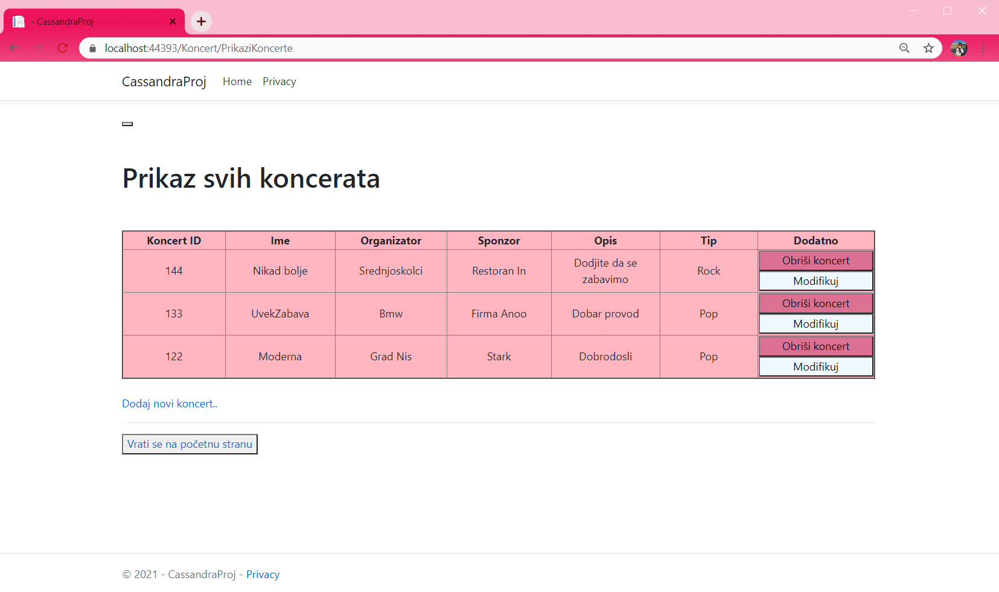 - CassandraProj
localhost:44393/Koncert/PrikaziKoncerte
CassandraProj Home Privacy
Prikaz svih koncerata
Koncert ID Ime Organizator Sponzor Opis Tip Dodatno
144 Nikad bolje Srednjoskolci Restoran In Dodjite da se zabavimo Rock Obriši koncert
Modifikuj
133 UvekZabava Bmw Firma Anoo Dobar provod Pop Obriši koncert
Modifikuj
122 Moderna Grad Nis Stark Dobrodosli Pop Obriši koncert
Modifikuj
Dodaj novi koncert..
Vrati se na početnu stranu
© 2021 - CassandraProj - Privacy